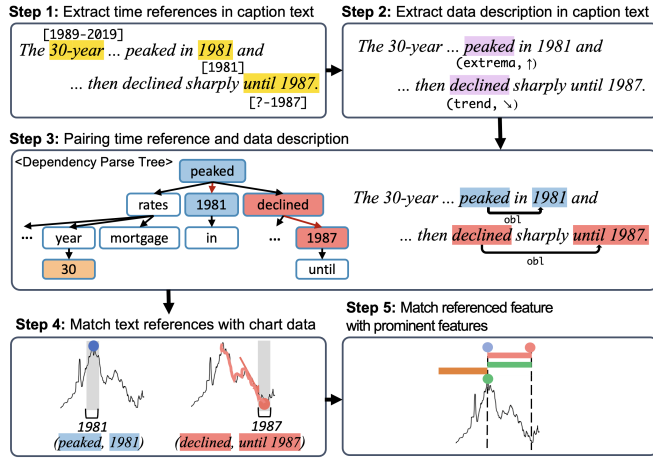 Step 1: Extract time references in caption text
[1989-2019]
The 30-year ... peaked in 1981 and
[1981]
... then declined sharply until 1987.
[?-1987]
Step 2: Extract data description in caption text
The 30-year ... peaked in 1981 and
(extrema, ↑)
... then declined sharply until 1987.
(trend, ↘)
Step 3: Pairing time reference and data description
<Dependency Parse Tree>
peaked
rates 1981 declined
... year mortgage in ... 1987
30 until
The 30-year ... peaked in 1981 and
obl
... then declined sharply until 1987.
obl
Step 4: Match text references with chart data
1981
(peaked, 1981)
1987
(declined, until 1987)
Step 5: Match referenced feature
with prominent features